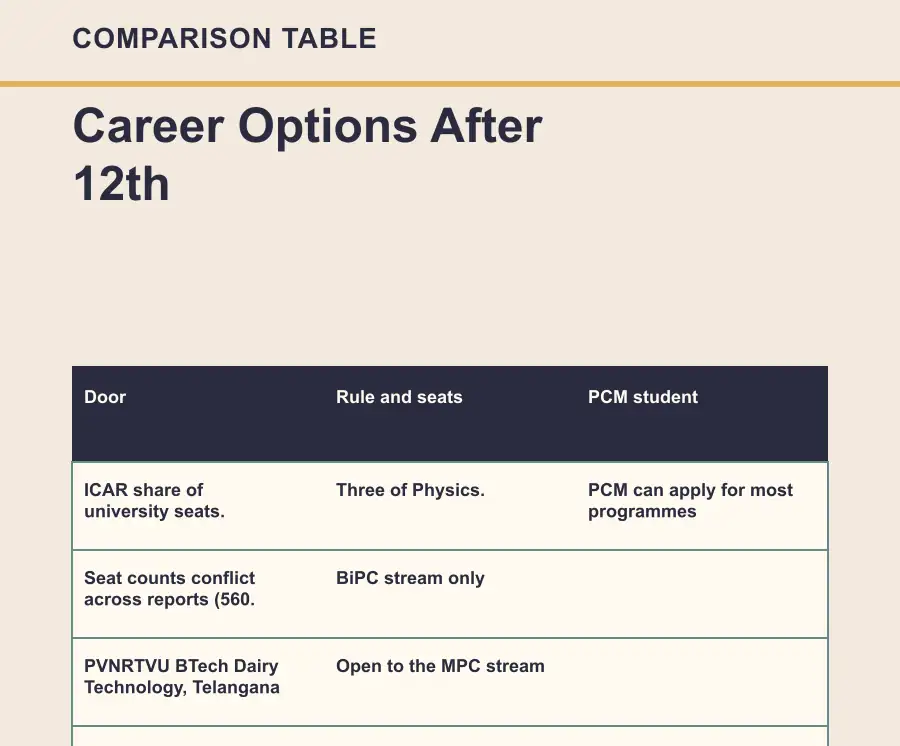 COMPARISON TABLE
Career Options After
12th
Door
Rule and seats
PCM student
ICAR share of
university seats.
Three of Physics.
PCM can apply for most
programmes
Seat counts conflict
across reports (560.
BiPC stream only
PVNRTVU BTech Dairy
Technology, Telangana
Open to the MPC stream